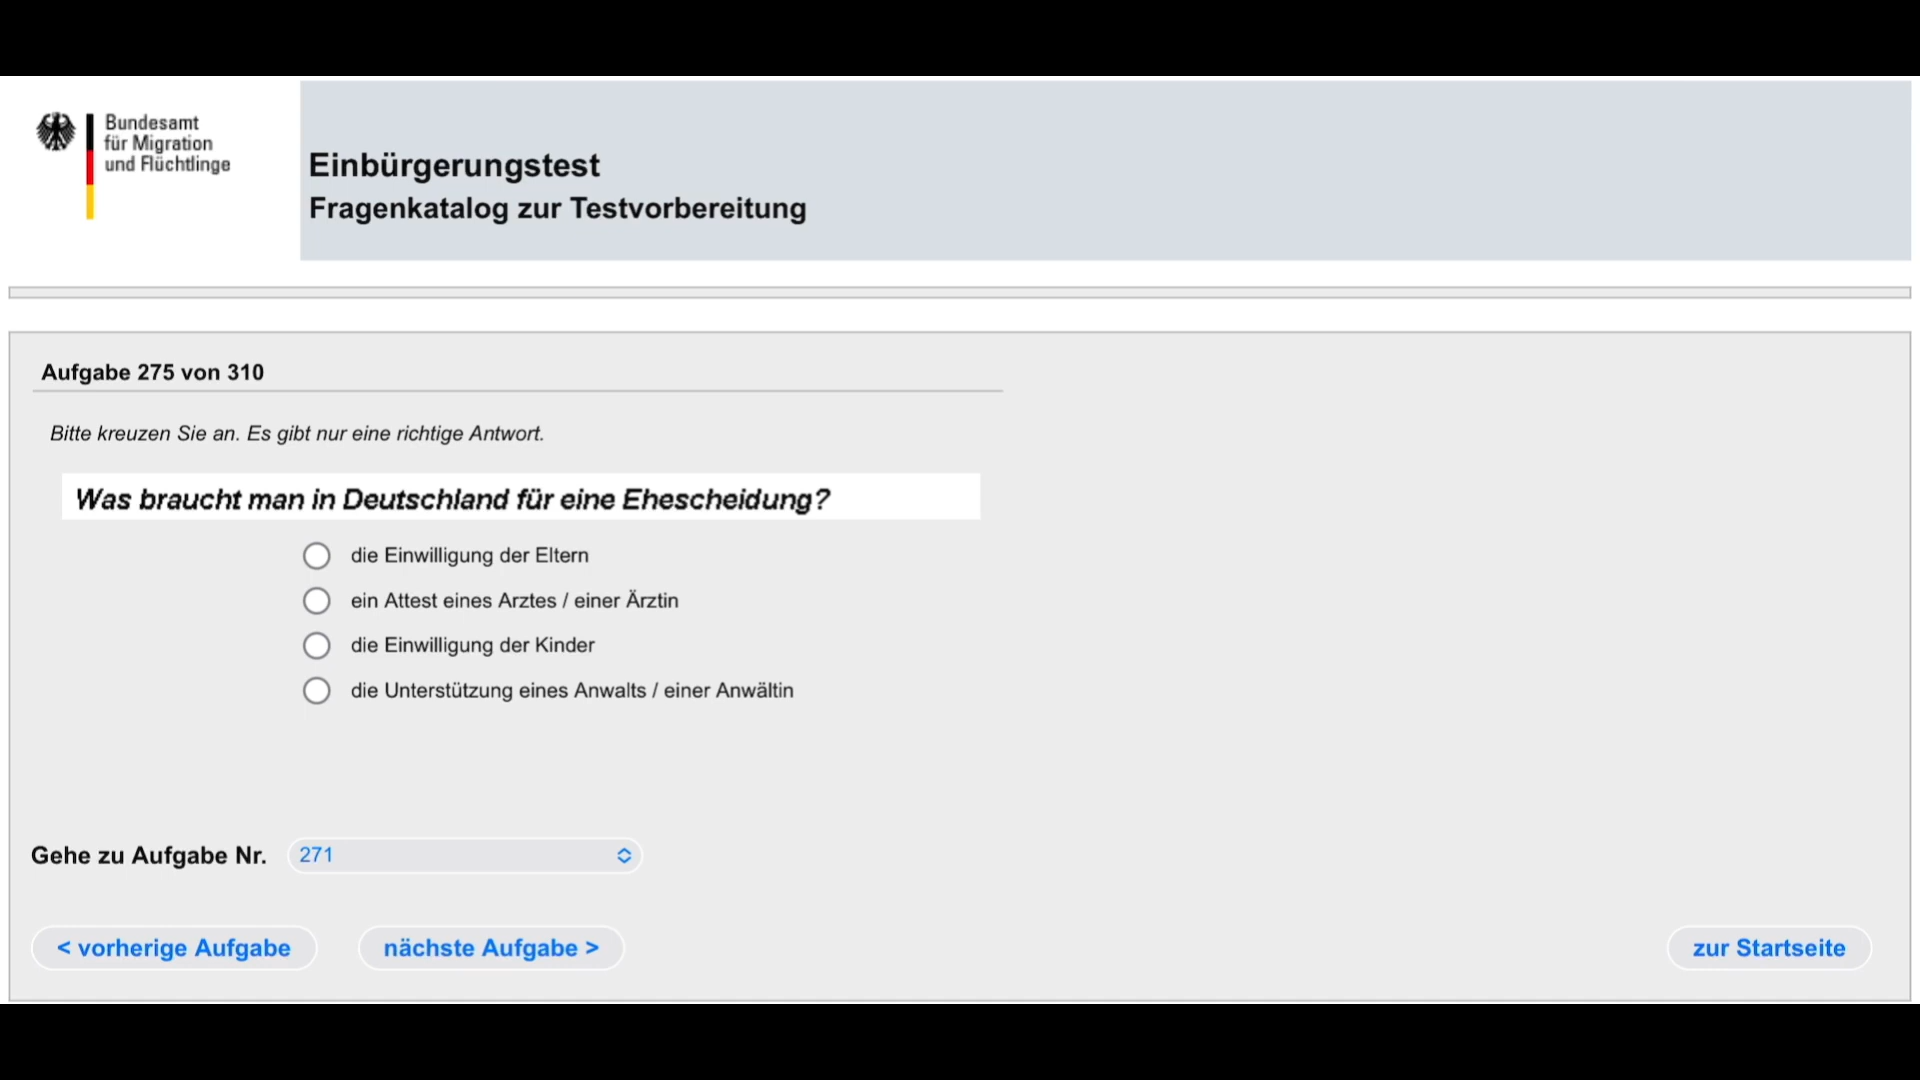 Bundesamt
für Migration
und Flüchtlinge
Einbürgerungstest
Fragenkatalog zur Testvorbereitung
Aufgabe 275 von 310
Bitte kreuzen Sie an. Es gibt nur eine richtige Antwort.
Was braucht man in Deutschland für eine Ehescheidung?
die Einwilligung der Eltern
ein Attest eines Arztes / einer Ärztin
die Einwilligung der Kinder
die Unterstützung eines Anwalts / einer Anwältin
Gehe zu Aufgabe Nr. 271
< vorherige Aufgabe nächste Aufgabe > zur Startseite